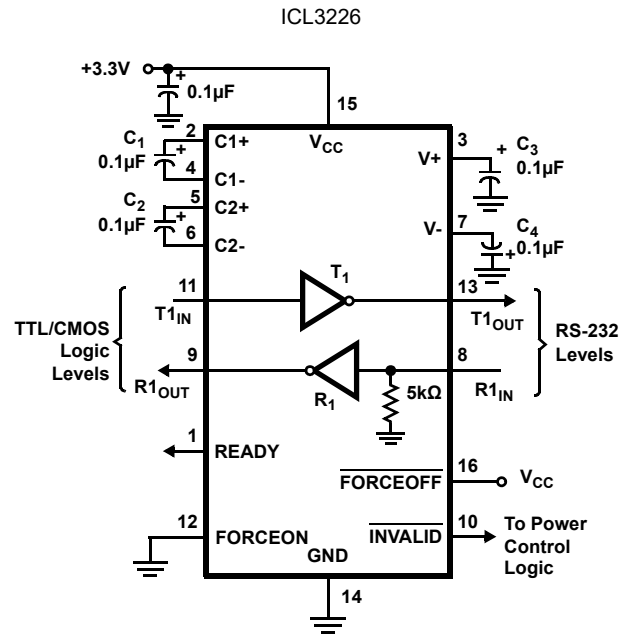 ICL3226
+3.3V
+
0.1µF
15
VCC
C1
0.1µF
+
2
C1+
4
C1-
C2
0.1µF
+
5
C2+
6
C2-
3
V+
+
C3
0.1µF
7
V-
C4
+
0.1µF
T1
11
T1IN
13
T1OUT
TTL/CMOS
Logic
Levels
RS-232
Levels
9
R1OUT
R1
5kΩ
8
R1IN
1
READY
16
FORCEOFF
VCC
12
FORCEON
10
INVALID
To Power
Control
Logic
GND
14